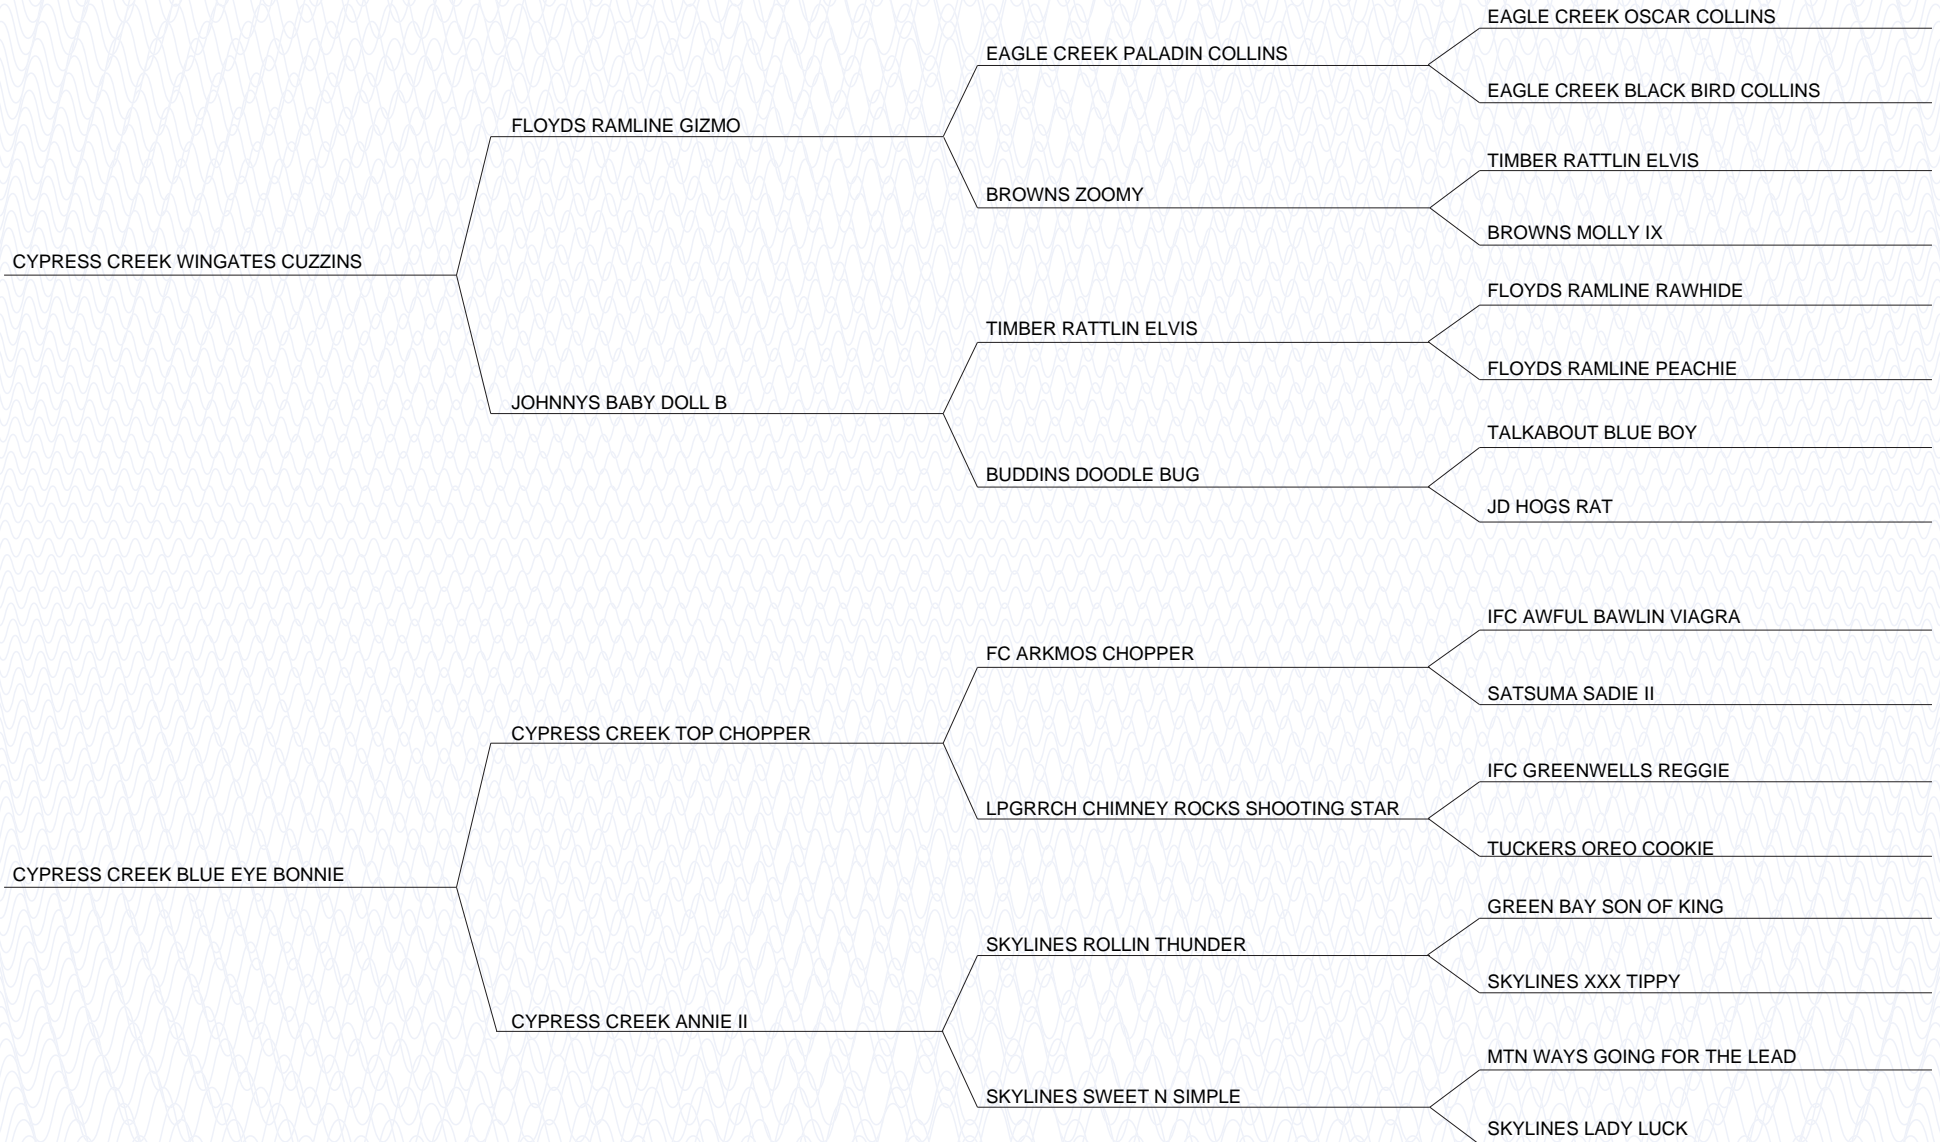 EAGLE CREEK OSCAR COLLINS
EAGLE CREEK PALADIN COLLINS
EAGLE CREEK BLACK BIRD COLLINS
FLOYDS RAMLINE GIZMO
TIMBER RATTLIN ELVIS
BROWNS ZOOMY
BROWNS MOLLY IX
CYPRESS CREEK WINGATES CUZZINS
FLOYDS RAMLINE RAWHIDE
TIMBER RATTLIN ELVIS
FLOYDS RAMLINE PEACHIE
JOHNNYS BABY DOLL B
TALKABOUT BLUE BOY
BUDDINS DOODLE BUG
JD HOGS RAT
IFC AWFUL BAWLIN VIAGRA
FC ARKMOS CHOPPER
SATSUMA SADIE II
CYPRESS CREEK TOP CHOPPER
IFC GREENWELLS REGGIE
LPGRRCH CHIMNEY ROCKS SHOOTING STAR
TUCKERS OREO COOKIE
CYPRESS CREEK BLUE EYE BONNIE
GREEN BAY SON OF KING
SKYLINES ROLLIN THUNDER
SKYLINES XXX TIPPY
CYPRESS CREEK ANNIE II
MTN WAYS GOING FOR THE LEAD
SKYLINES SWEET N SIMPLE
SKYLINES LADY LUCK